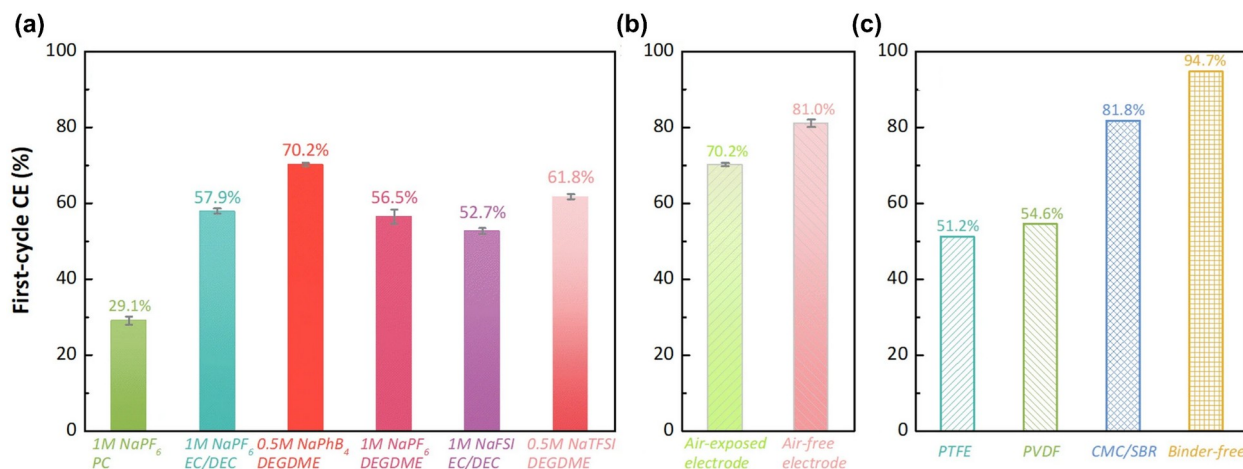 (a)
(b)
(c)
First-cycle CE (%)
100
80
60
40
20
0
29.1%
57.9%
70.2%
56.5%
52.7%
61.8%
1M NaPF6
PC
1M NaPF6
EC/DEC
0.5M NaPhB4
DEGDME
1M NaPF6
DEGDME
1M NaFSI
EC/DEC
0.5M NaTFSI
DEGDME
100
80
60
40
20
0
70.2%
81.0%
Air-exposed
electrode
Air-free
electrode
100
80
60
40
20
0
51.2%
54.6%
81.8%
94.7%
PTFE
PVDF
CMC/SBR
Binder-free